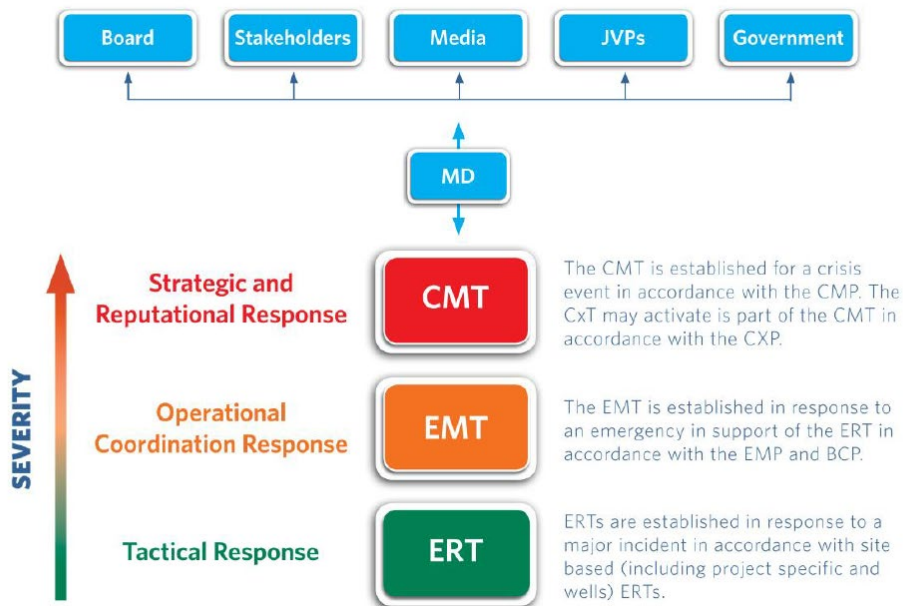 Board
Stakeholders
Media
JVPs
Government
MD
SEVERITY
Strategic and
Reputational Response
CMT
The CMT is established for a crisis
event in accordance with the CMP. The
CxT may activate is part of the CMT in
accordance with the CXP.
Operational
Coordination Response
EMT
The EMT is established in response to
an emergency in support of the ERT in
accordance with the EMP and BCP.
Tactical Response
ERT
ERTs are established in response to a
major incident in accordance with site
based (including project specific and
wells) ERTs.